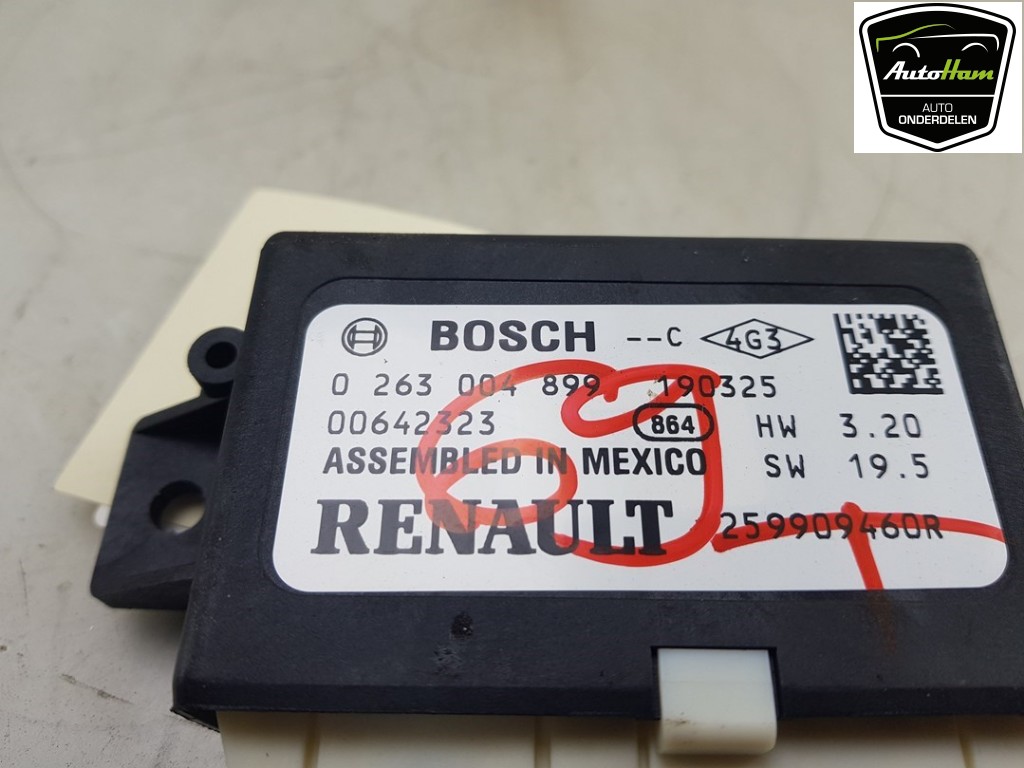 AutoHam
AUTO
ONDERDELEN
BOSCH --C 4G3
0 263 004 899 190325
00642323 864 HW 3.20
ASSEMBLED IN MEXICO SW 19.5
RENAULT 259909460R